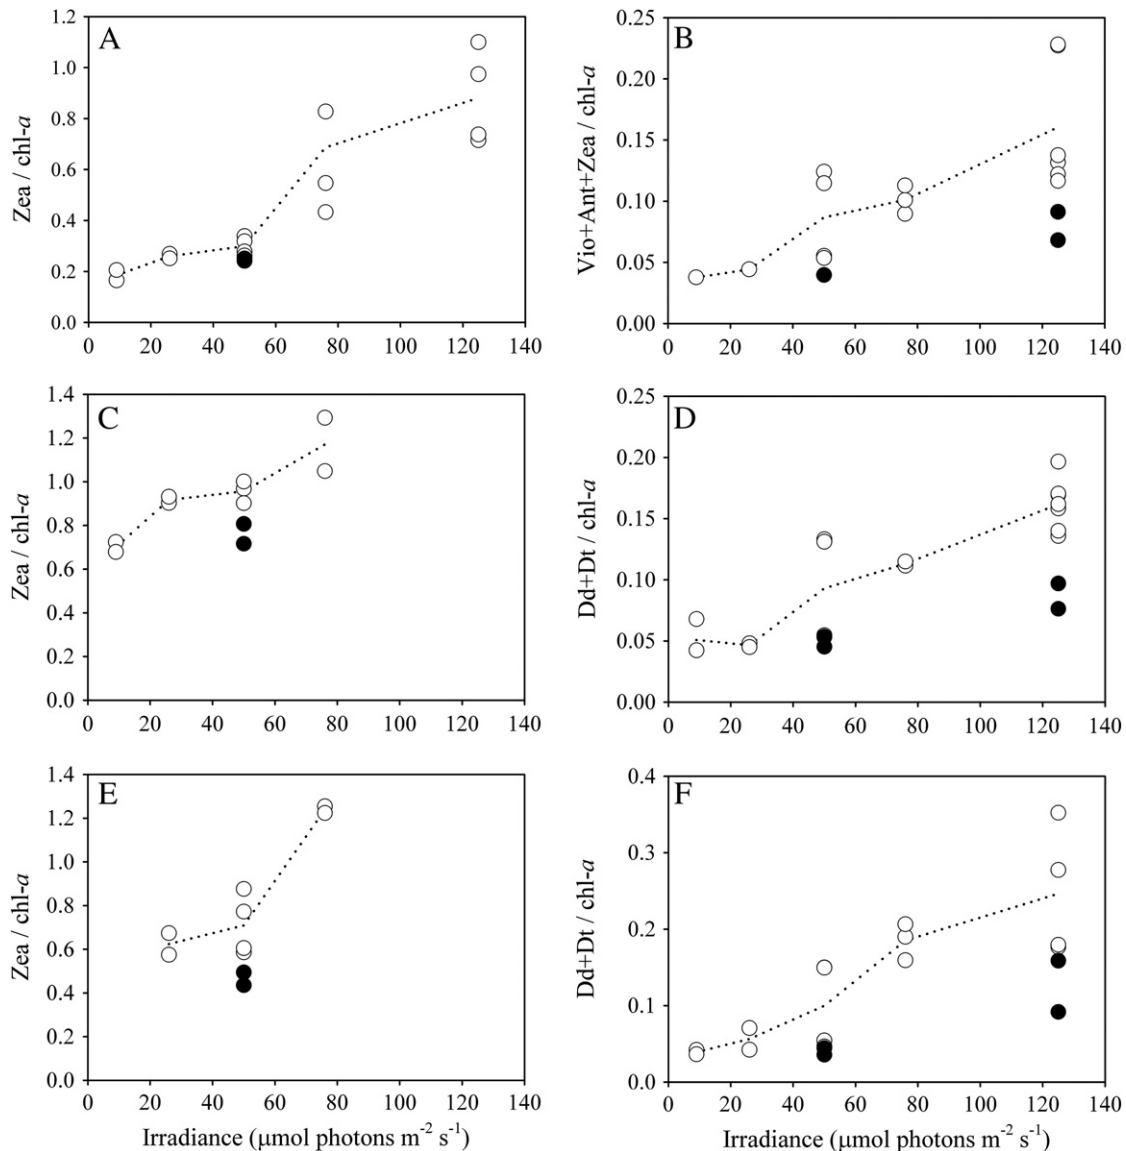 A
Zea / chl-a
1.2
1.0
0.8
0.6
0.4
0.2
0.0
0 20 40 60 80 100 120 140
B
Vio+Ant+Zea / chl-a
0.25
0.20
0.15
0.10
0.05
0.00
0 20 40 60 80 100 120 140
C
Zea / chl-a
1.4
1.2
1.0
0.8
0.6
0.4
0.2
0.0
0 20 40 60 80 100 120 140
D
Dd+Dt / chl-a
0.25
0.20
0.15
0.10
0.05
0.00
0 20 40 60 80 100 120 140
E
Zea / chl-a
1.4
1.2
1.0
0.8
0.6
0.4
0.2
0.0
0 20 40 60 80 100 120 140
Irradiance (μmol photons m⁻² s⁻¹)
F
Dd+Dt / chl-a
0.4
0.3
0.2
0.1
0.0
0 20 40 60 80 100 120 140
Irradiance (μmol photons m⁻² s⁻¹)